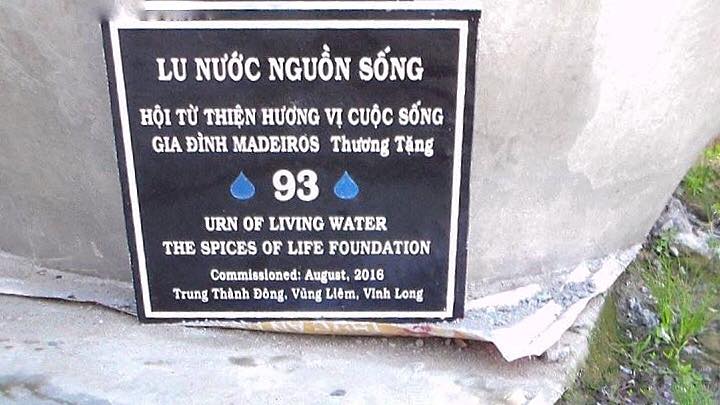 LU NƯỚC NGUỒN SỐNG
HỘI TỪ THIỆN HƯƠNG VỊ CUỘC SỐNG
GIA ĐÌNH MADEIROS Thương Tặng
93
URN OF LIVING WATER
THE SPICES OF LIFE FOUNDATION
Commissioned: August, 2016
Trung Thành Đông, Vũng Liêm, Vĩnh Long